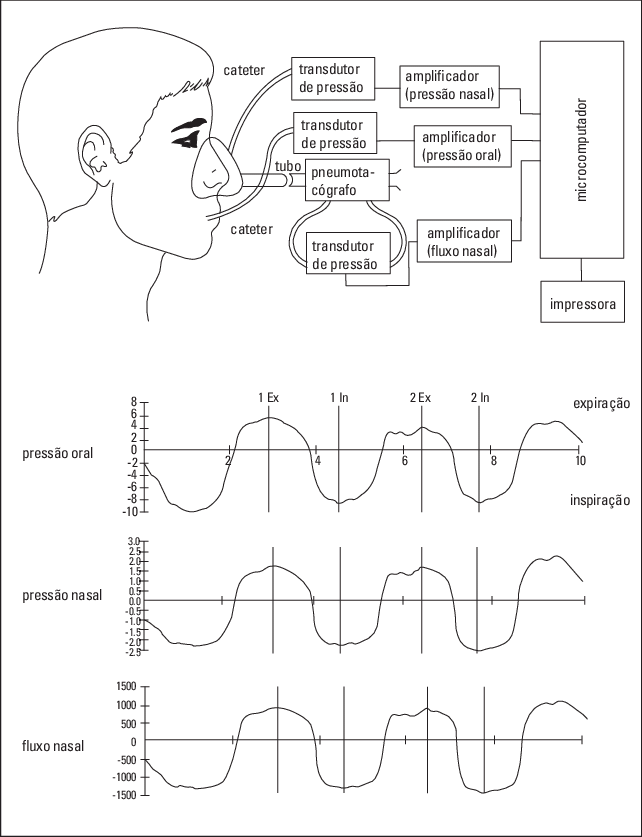 cateter
transdutor
de pressão
amplificador
(pressão nasal)
transdutor
de pressão
amplificador
(pressão oral)
microcomputador
tubo
pneumota-
cógrafo
cateter
transdutor
de pressão
amplificador
(fluxo nasal)
impressora
1 Ex
1 In
2 Ex
2 In
expiração
pressão oral
8
6
4
2
0
-2
-4
-6
-8
-10
2
4
6
8
10
inspiração
pressão nasal
3.0
2.5
2.0
1.5
1.0
0.5
0.0
-0.5
-1.0
-1.5
-2.0
-2.5
fluxo nasal
1500
1000
500
0
-500
-1000
-1500